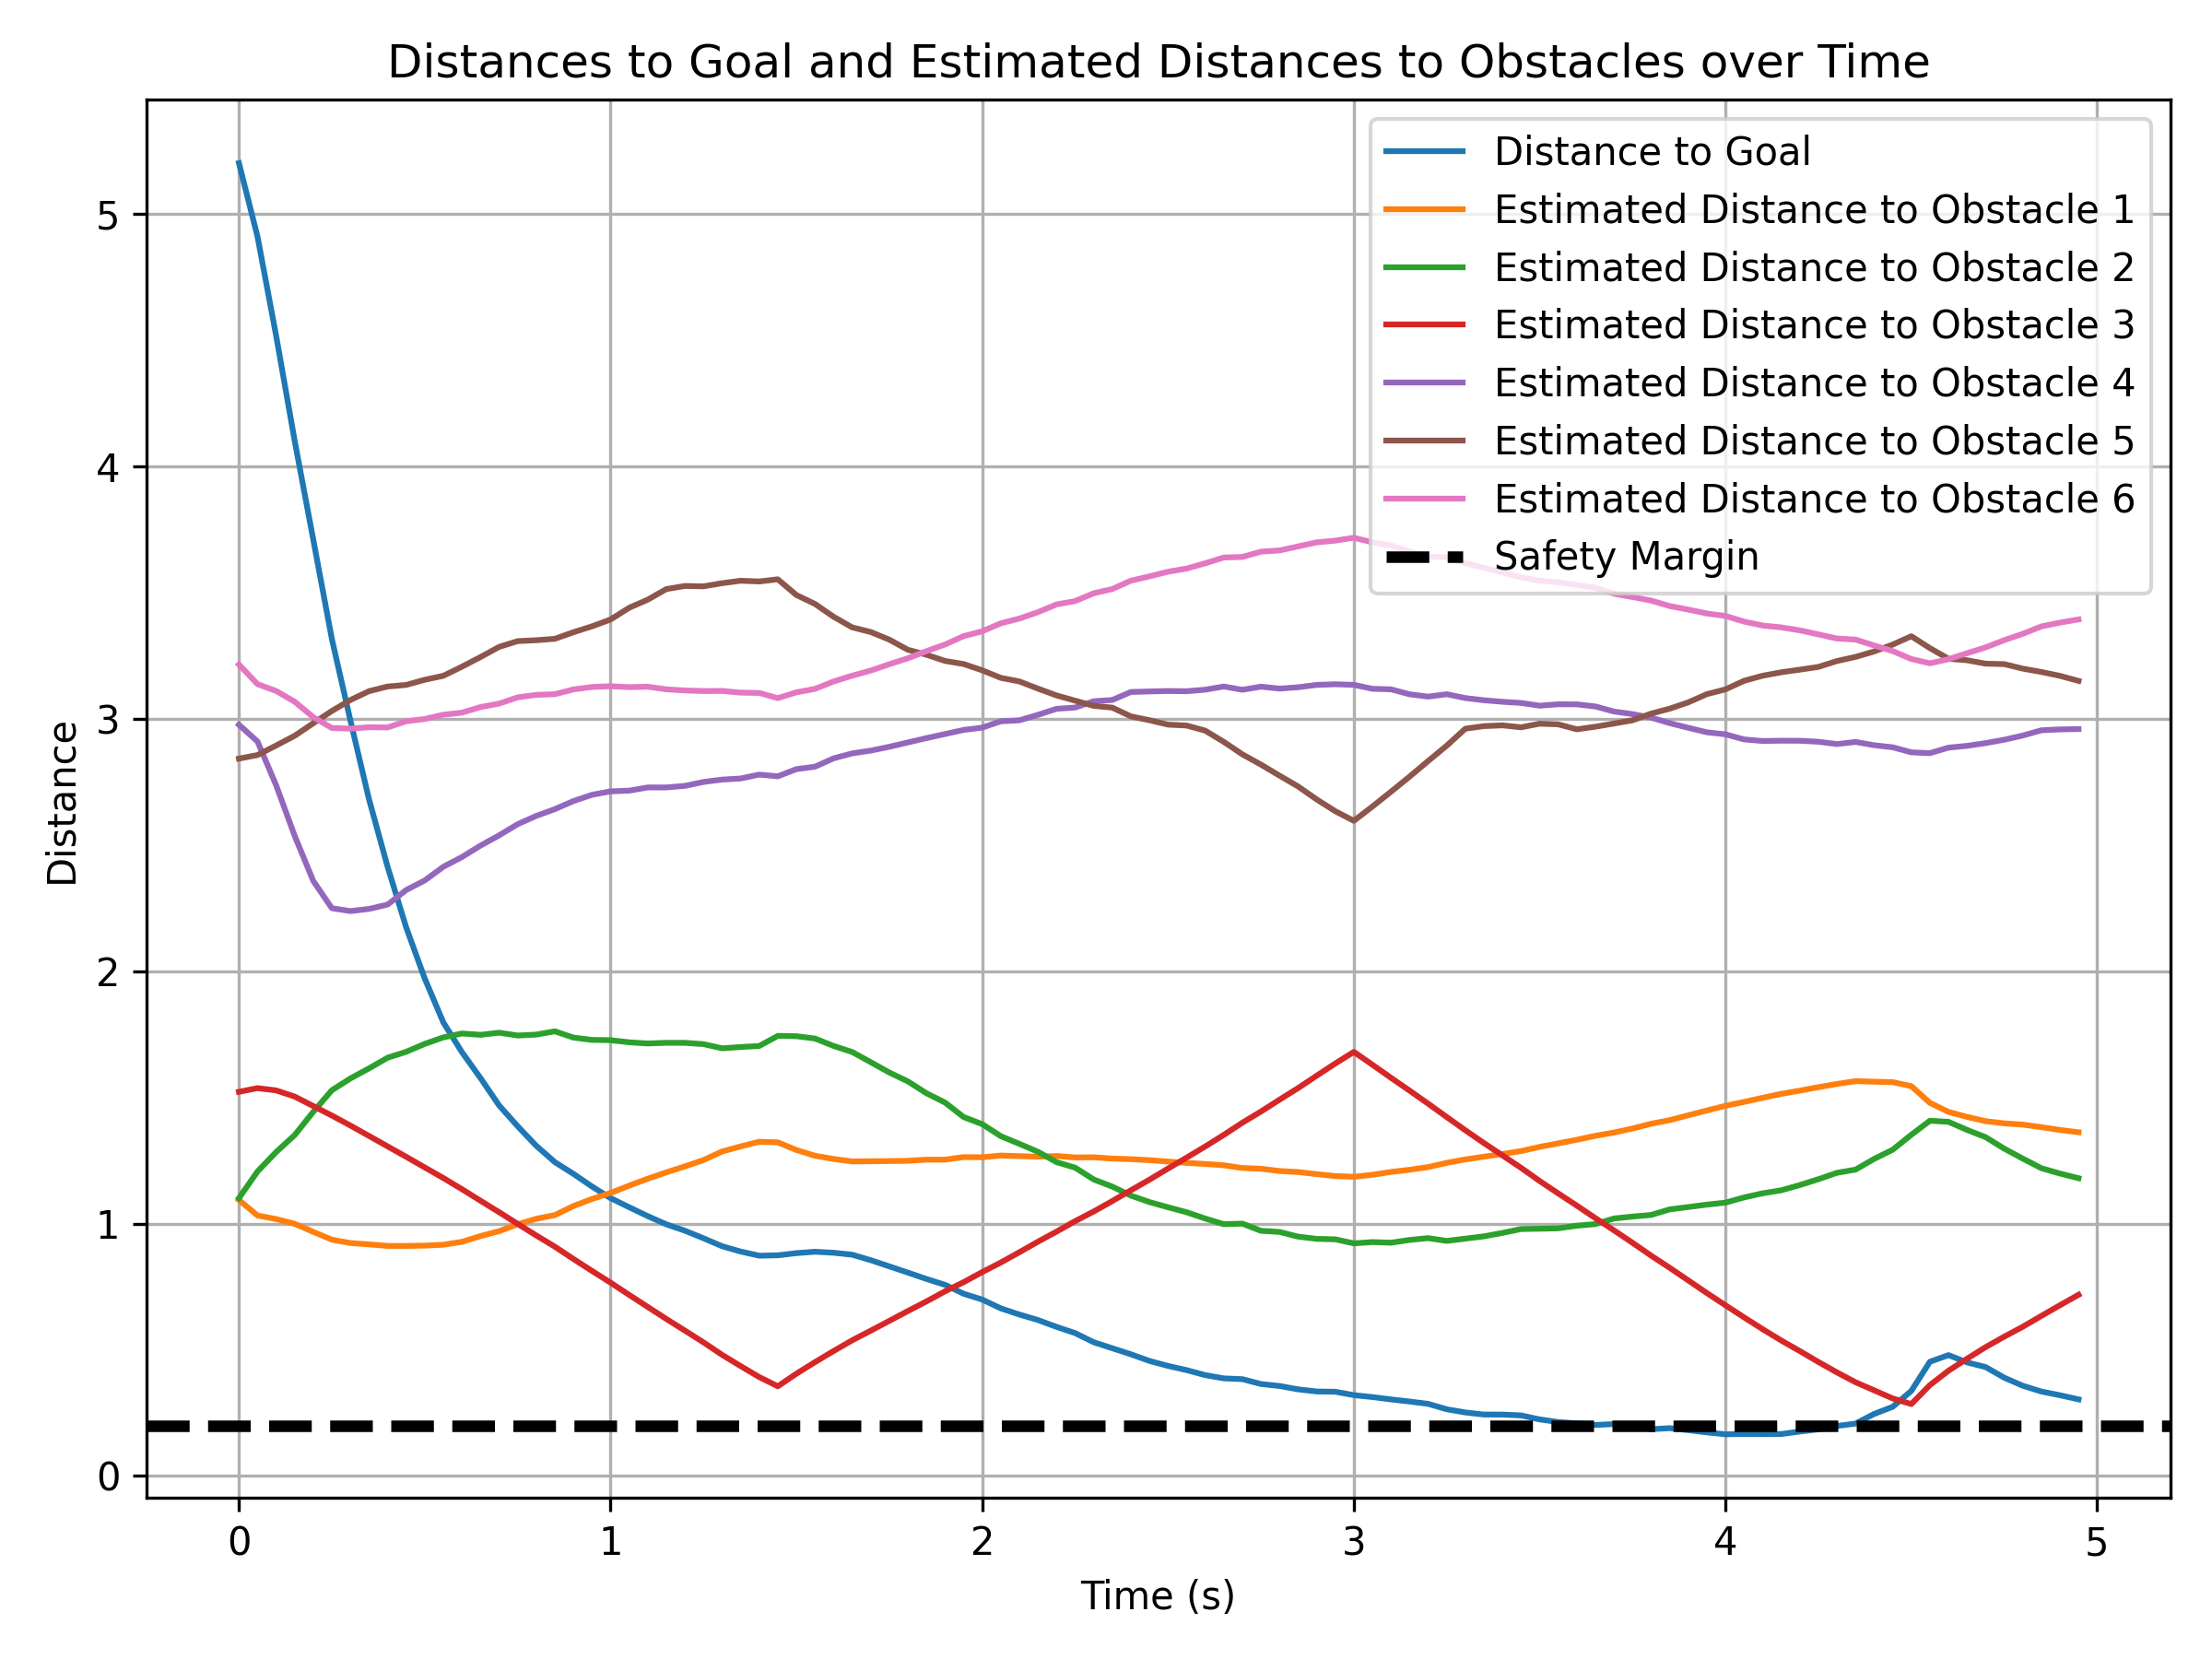 Distances to Goal and Estimated Distances to Obstacles over Time
Distance to Goal
Estimated Distance to Obstacle 1
Estimated Distance to Obstacle 2
Estimated Distance to Obstacle 3
Estimated Distance to Obstacle 4
Estimated Distance to Obstacle 5
Estimated Distance to Obstacle 6
Safety Margin
5
4
3
2
1
0
Distance
0 1 2 3 4 5
Time (s)